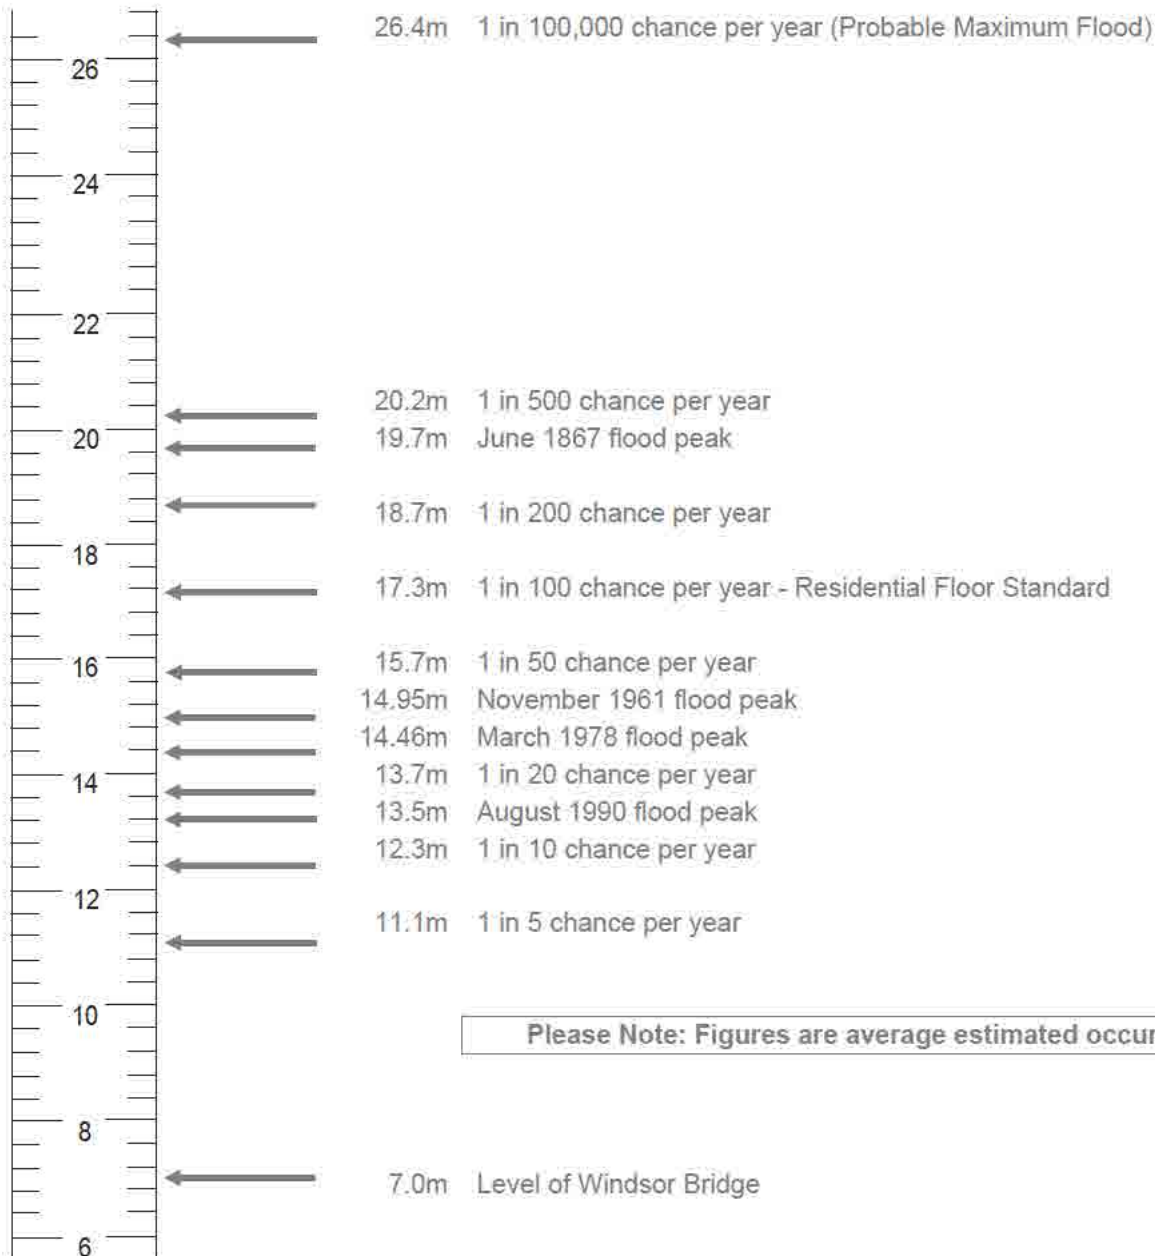 26.4m 1 in 100,000 chance per year (Probable Maximum Flood)
26
24
22
20.2m 1 in 500 chance per year
20
19.7m June 1867 flood peak
18.7m 1 in 200 chance per year
18
17.3m 1 in 100 chance per year - Residential Floor Standard
16
15.7m 1 in 50 chance per year
14.95m November 1961 flood peak
14.46m March 1978 flood peak
14
13.7m 1 in 20 chance per year
13.5m August 1990 flood peak
12.3m 1 in 10 chance per year
12
11.1m 1 in 5 chance per year
10
Please Note: Figures are average estimated occur
8
7.0m Level of Windsor Bridge
6